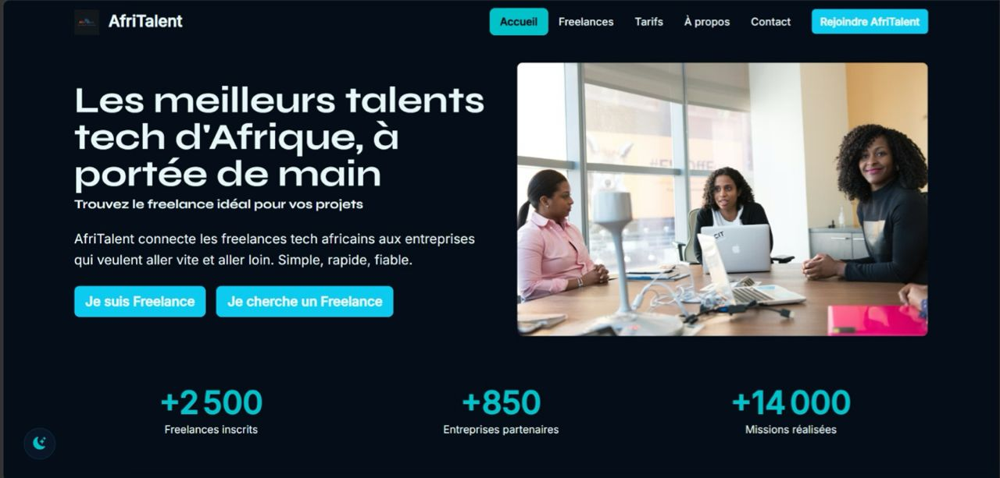 AfriTalent
Accueil
Freelances
Tarifs
À propos
Contact
Rejoindre AfriTalent
Les meilleurs talents
tech d'Afrique, à
portée de main
Trouvez le freelance idéal pour vos projets
AfriTalent connecte les freelances tech africains aux entreprises
qui veulent aller vite et aller loin. Simple, rapide, fiable.
Je suis Freelance
Je cherche un Freelance
+2 500
+850
+14 000
Freelances inscrits
Entreprises partenaires
Missions réalisées